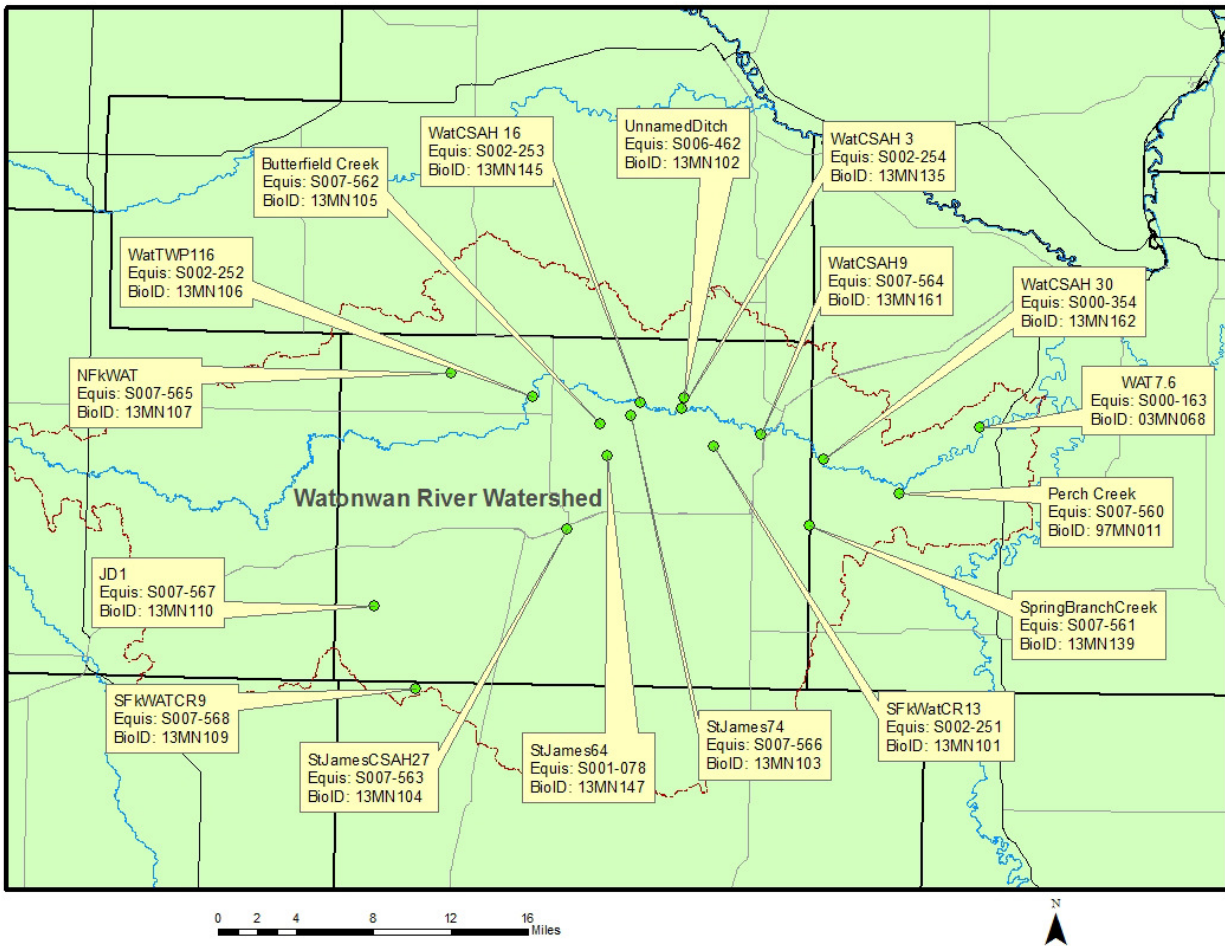 UnnamedDitch
Equis: S006-462
BioID: 13MN102
WatCSAH 16
Equis: S002-253
BioID: 13MN145
WatCSAH 3
Equis: S002-254
BioID: 13MN135
Butterfield Creek
Equis: S007-562
BioID: 13MN105
WatTWP116
Equis: S002-252
BioID: 13MN106
WatCSAH9
Equis: S007-564
BioID: 13MN161
WatCSAH 30
Equis: S000-354
BioID: 13MN162
NFkWAT
Equis: S007-565
BioID: 13MN107
WAT7.6
Equis: S000-163
BioID: 03MN068
Watonwan River Watershed
Perch Creek
Equis: S007-560
BioID: 97MN011
JD1
Equis: S007-567
BioID: 13MN110
SpringBranchCreek
Equis: S007-561
BioID: 13MN139
SFkWATCR9
Equis: S007-568
BioID: 13MN109
StJamesCSAH27
Equis: S007-563
BioID: 13MN104
StJames64
Equis: S001-078
BioID: 13MN147
StJames74
Equis: S007-566
BioID: 13MN103
SFkWatCR13
Equis: S002-251
BioID: 13MN101
0 2 4 8 12 16
Miles
N